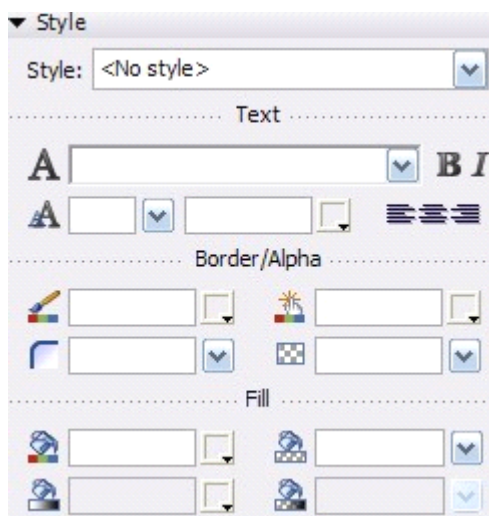 Style
Style: <No style>
Text
A B I
A
Border/Alpha
Fill